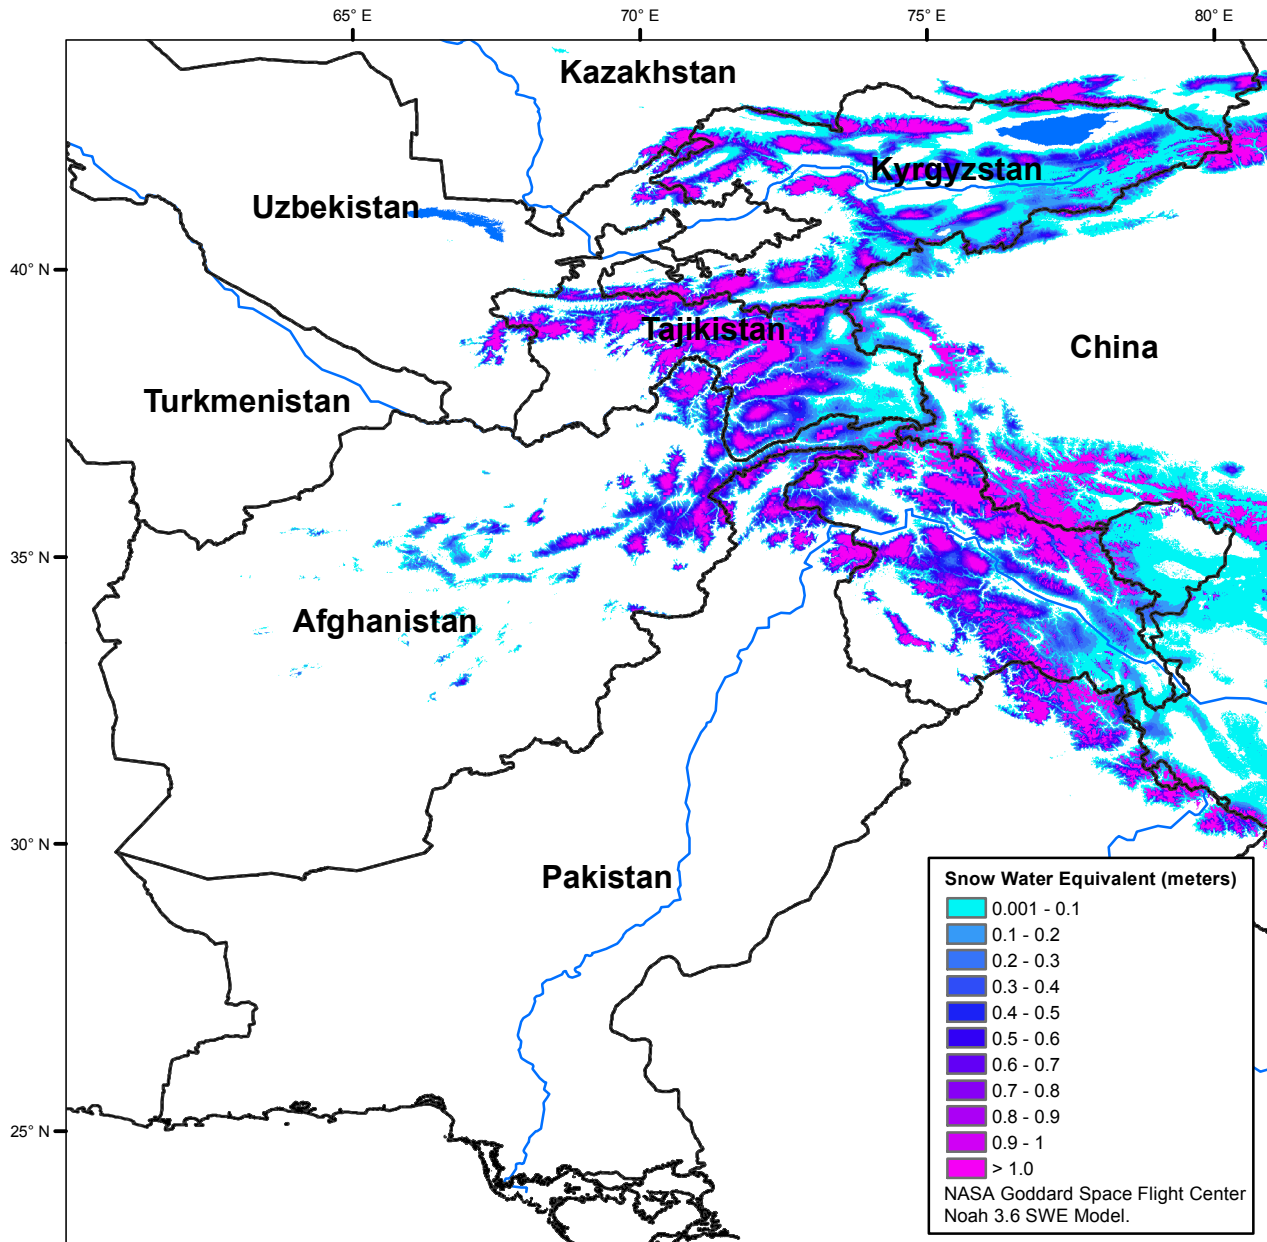 65° E
70° E
75° E
80° E
Kazakhstan
Kyrgyzstan
Uzbekistan
40° N
Tajikistan
China
Turkmenistan
35° N
Afghanistan
30° N
Pakistan
25° N
Snow Water Equivalent (meters)
0.001 - 0.1
0.1 - 0.2
0.2 - 0.3
0.3 - 0.4
0.4 - 0.5
0.5 - 0.6
0.6 - 0.7
0.7 - 0.8
0.8 - 0.9
0.9 - 1
> 1.0
NASA Goddard Space Flight Center
Noah 3.6 SWE Model.